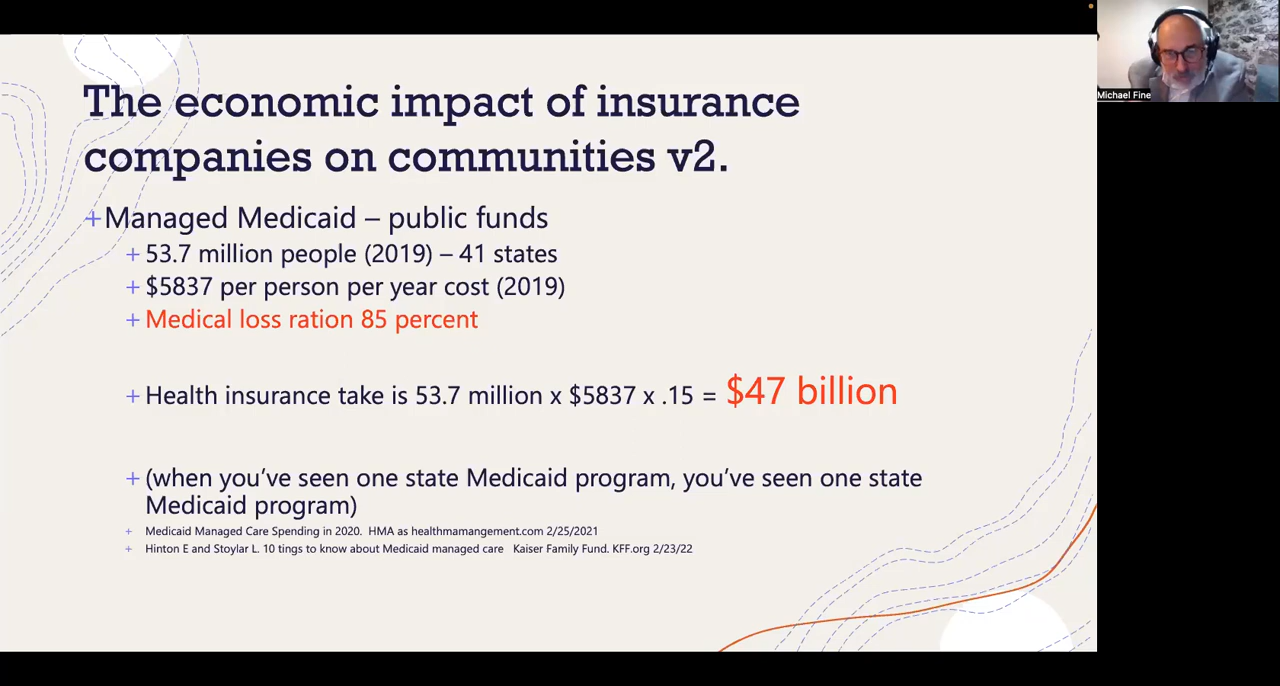 The economic impact of insurance
companies on communities v2.
+Managed Medicaid – public funds
+ 53.7 million people (2019) – 41 states
+ $5837 per person per year cost (2019)
+ Medical loss ration 85 percent
+ Health insurance take is 53.7 million x $5837 x .15 = $47 billion
+ (when you've seen one state Medicaid program, you've seen one state
Medicaid program)
+ Medicaid Managed Care Spending in 2020. HMA as healthmamangement.com 2/25/2021
+ Hinton E and Stoylar L. 10 tings to know about Medicaid managed care Kaiser Family Fund. KFF.org 2/23/22
Michael Fine